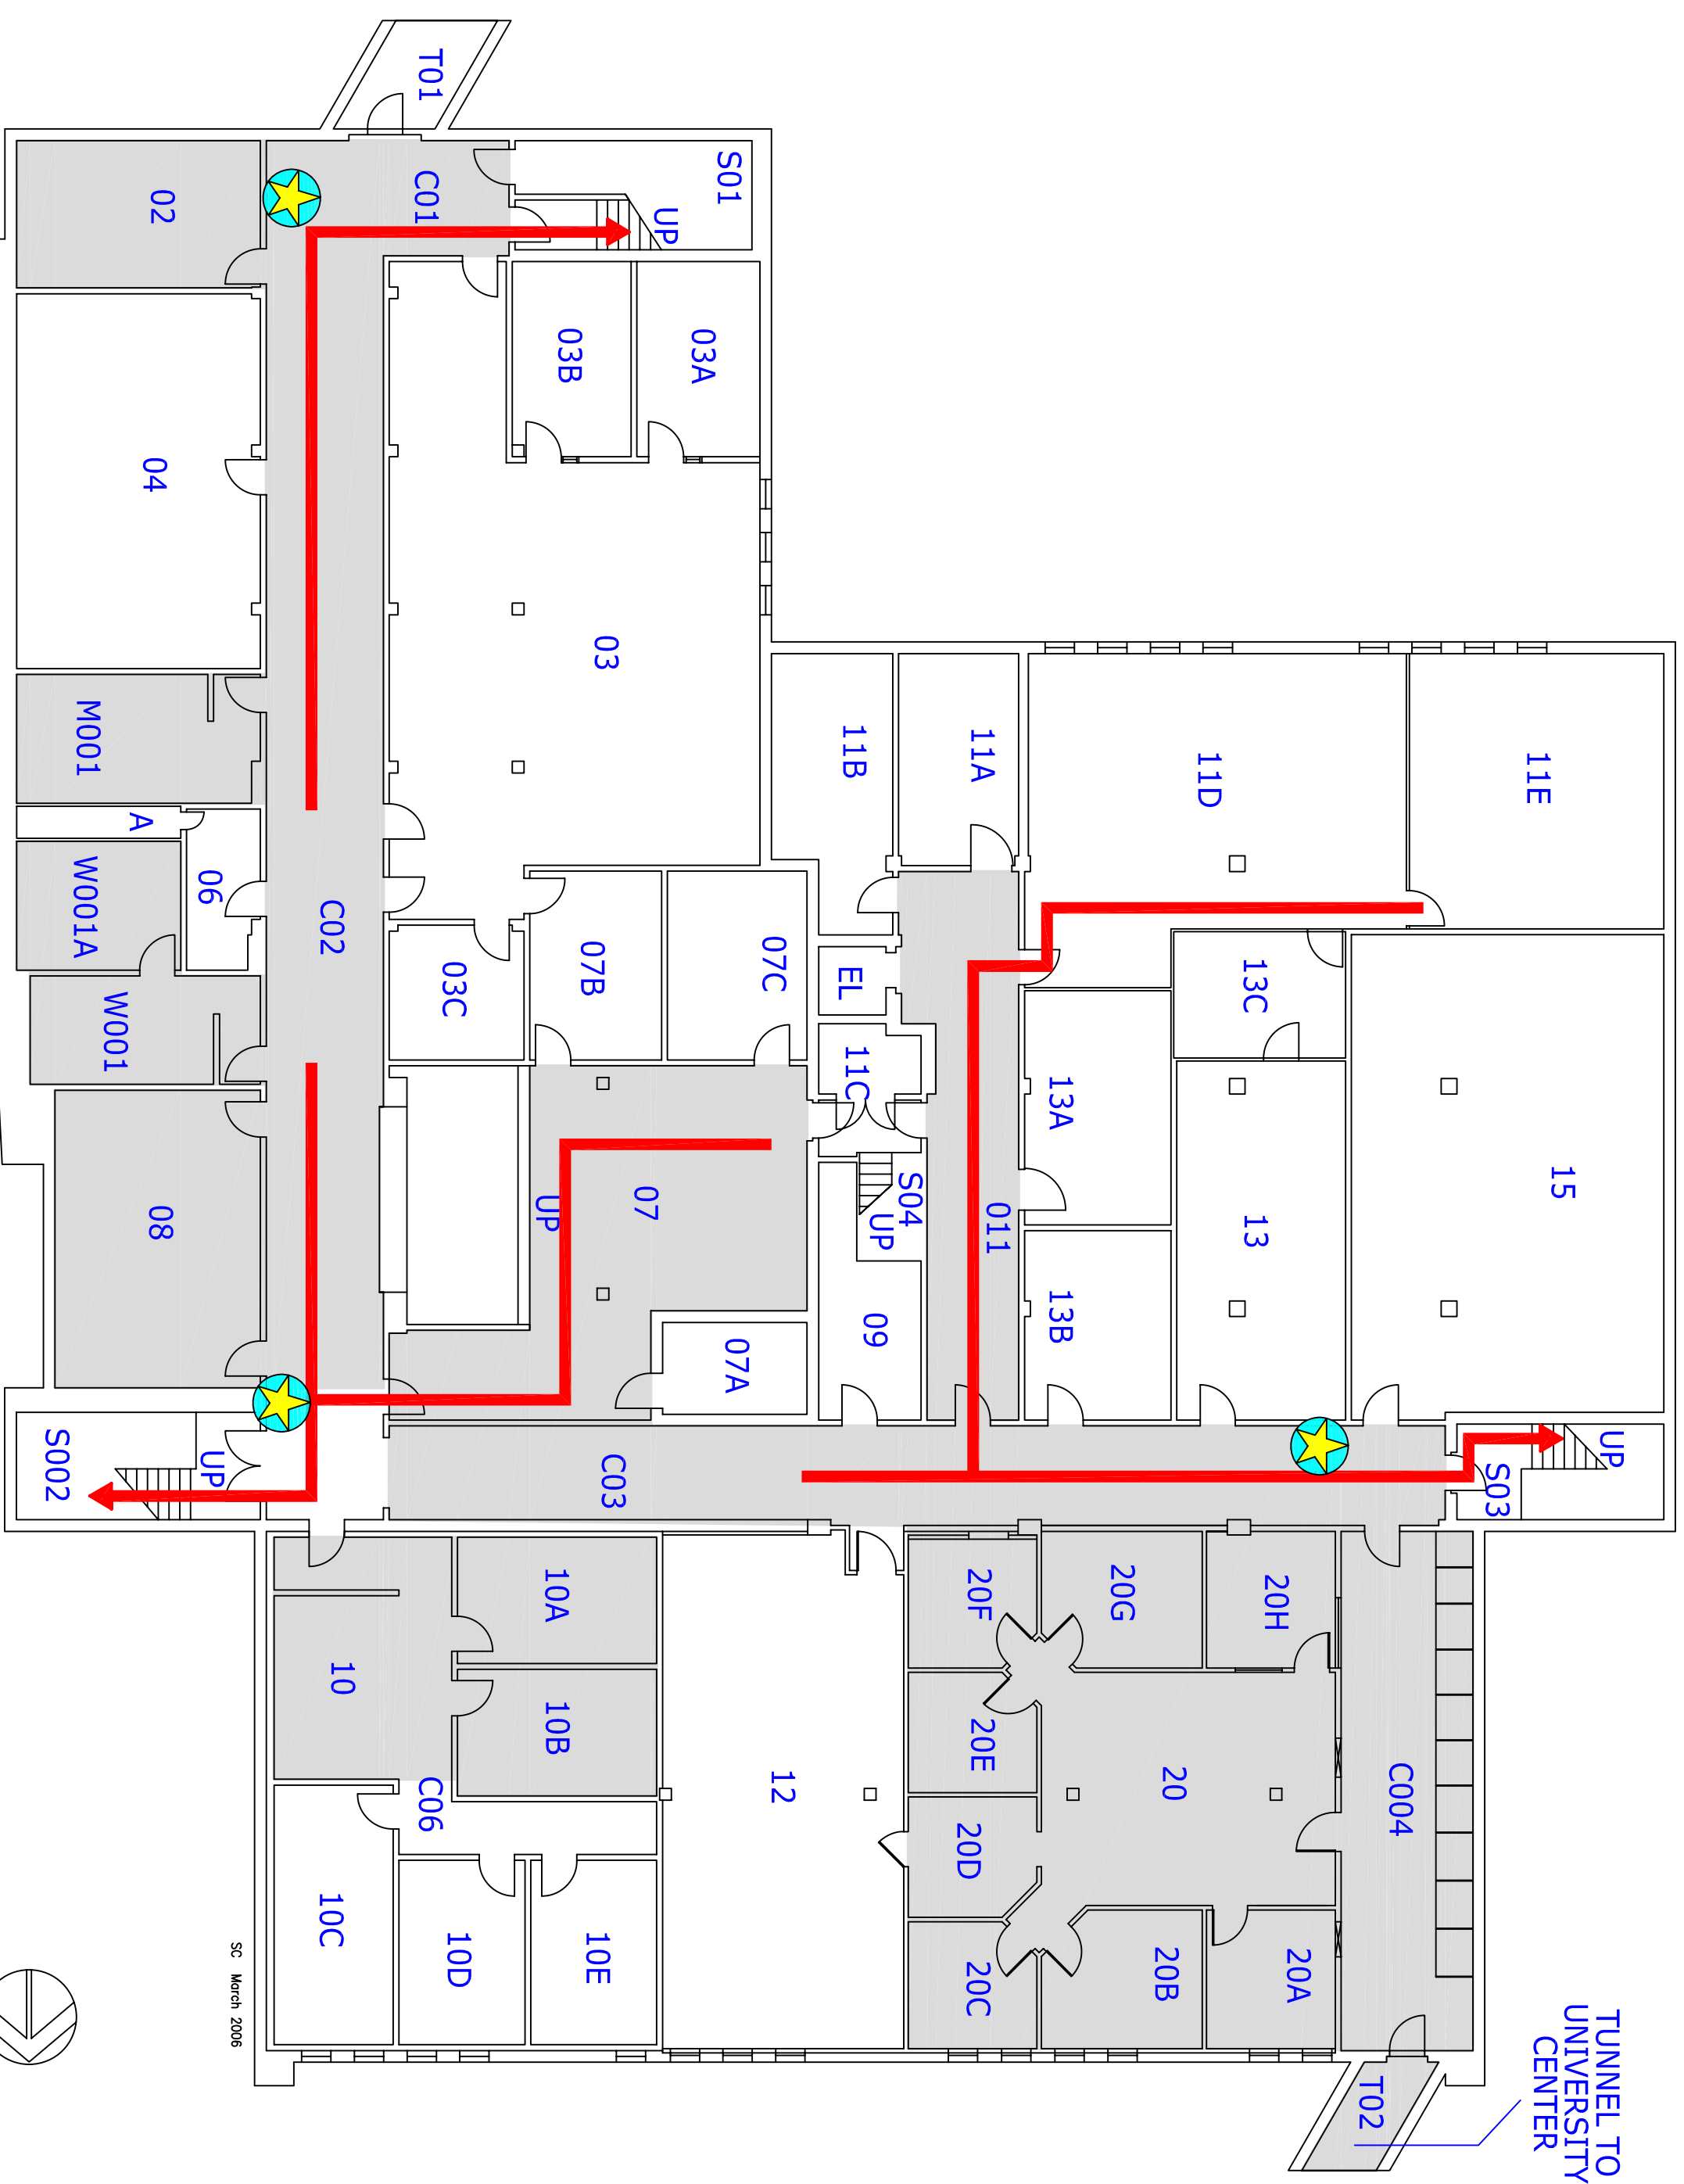 UP
TUNNEL TO
UNIVERSITY
CENTER
11E
15
S03
C004
T02
20H
20A
11D
13C
13
20
20B
20G
13A
13B
11A
011
20F
20E
20D
20C
S04
UP
11B
EL
11C
09
12
07C
07A
S01
03A
UP
07
03
C03
07B
10E
03B
UP
10A
10B
T01
C01
03C
C06
10D
C02
10
10C
SC March 2006
06
UP
02
04
A
08
M001
W001A
W001
S002